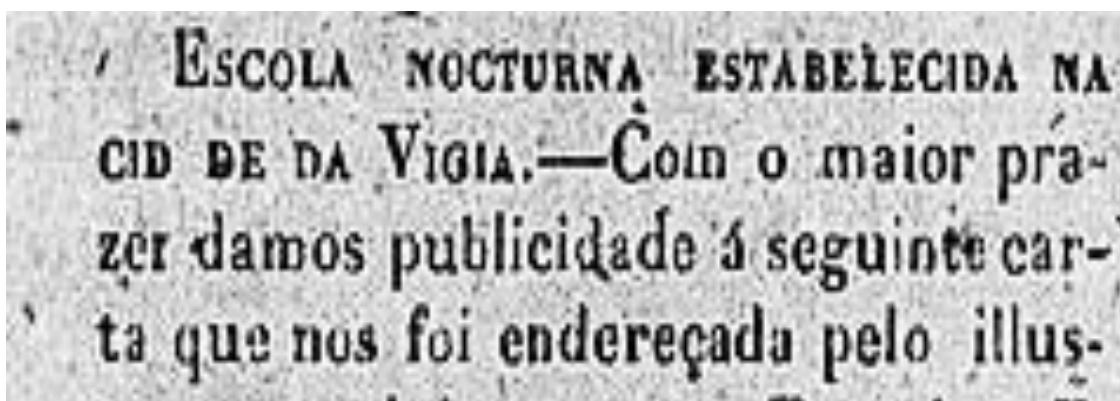 ESCOLA NOCTURNA ESTABELECIDA NA
CID DE DA VIGIA.—Com o maior pra-
zer damos publicidade á seguinte car-
ta que nos foi endereçada pelo illus-